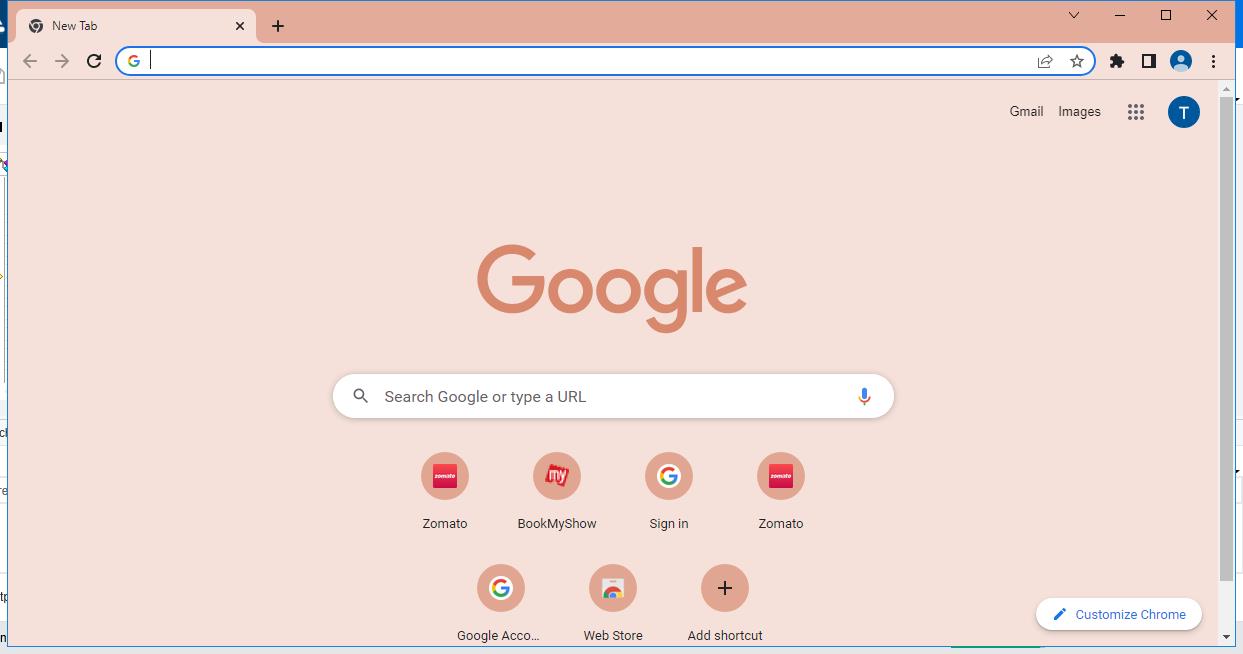 New Tab
Gmail Images
T
Google
Search Google or type a URL
zomato my zomato
Zomato BookMyShow Sign in Zomato
Google Acco... Web Store Add shortcut
Customize Chrome